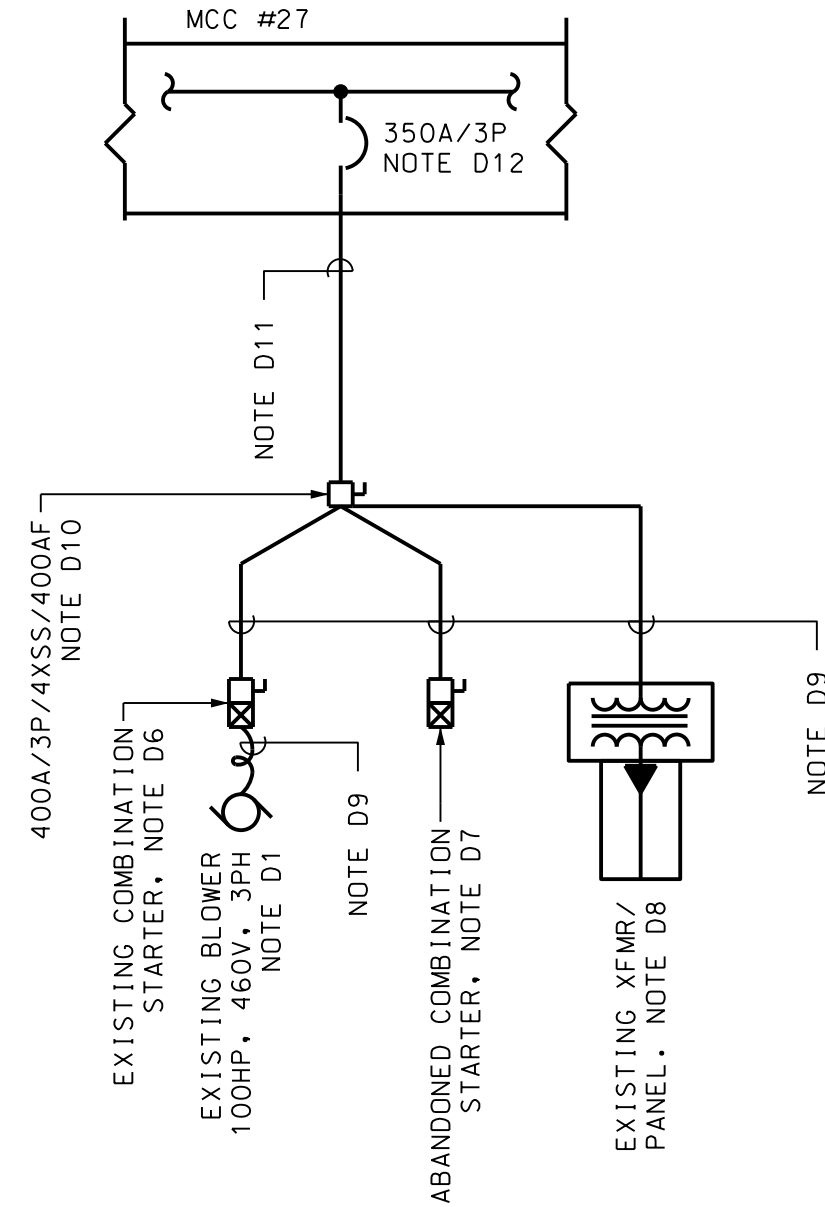 MCC #27
350A/3P
NOTE D12
NOTE D11
400A/3P/4XSS/400AF
NOTE D10
EXISTING COMBINATION
STARTER, NOTE D6
EXISTING BLOWER
100HP, 460V, 3PH
NOTE D1
NOTE D9
ABANDONED COMBINATION
STARTER, NOTE D7
EXISTING XFMR/
PANEL. NOTE D8
NOTE D9